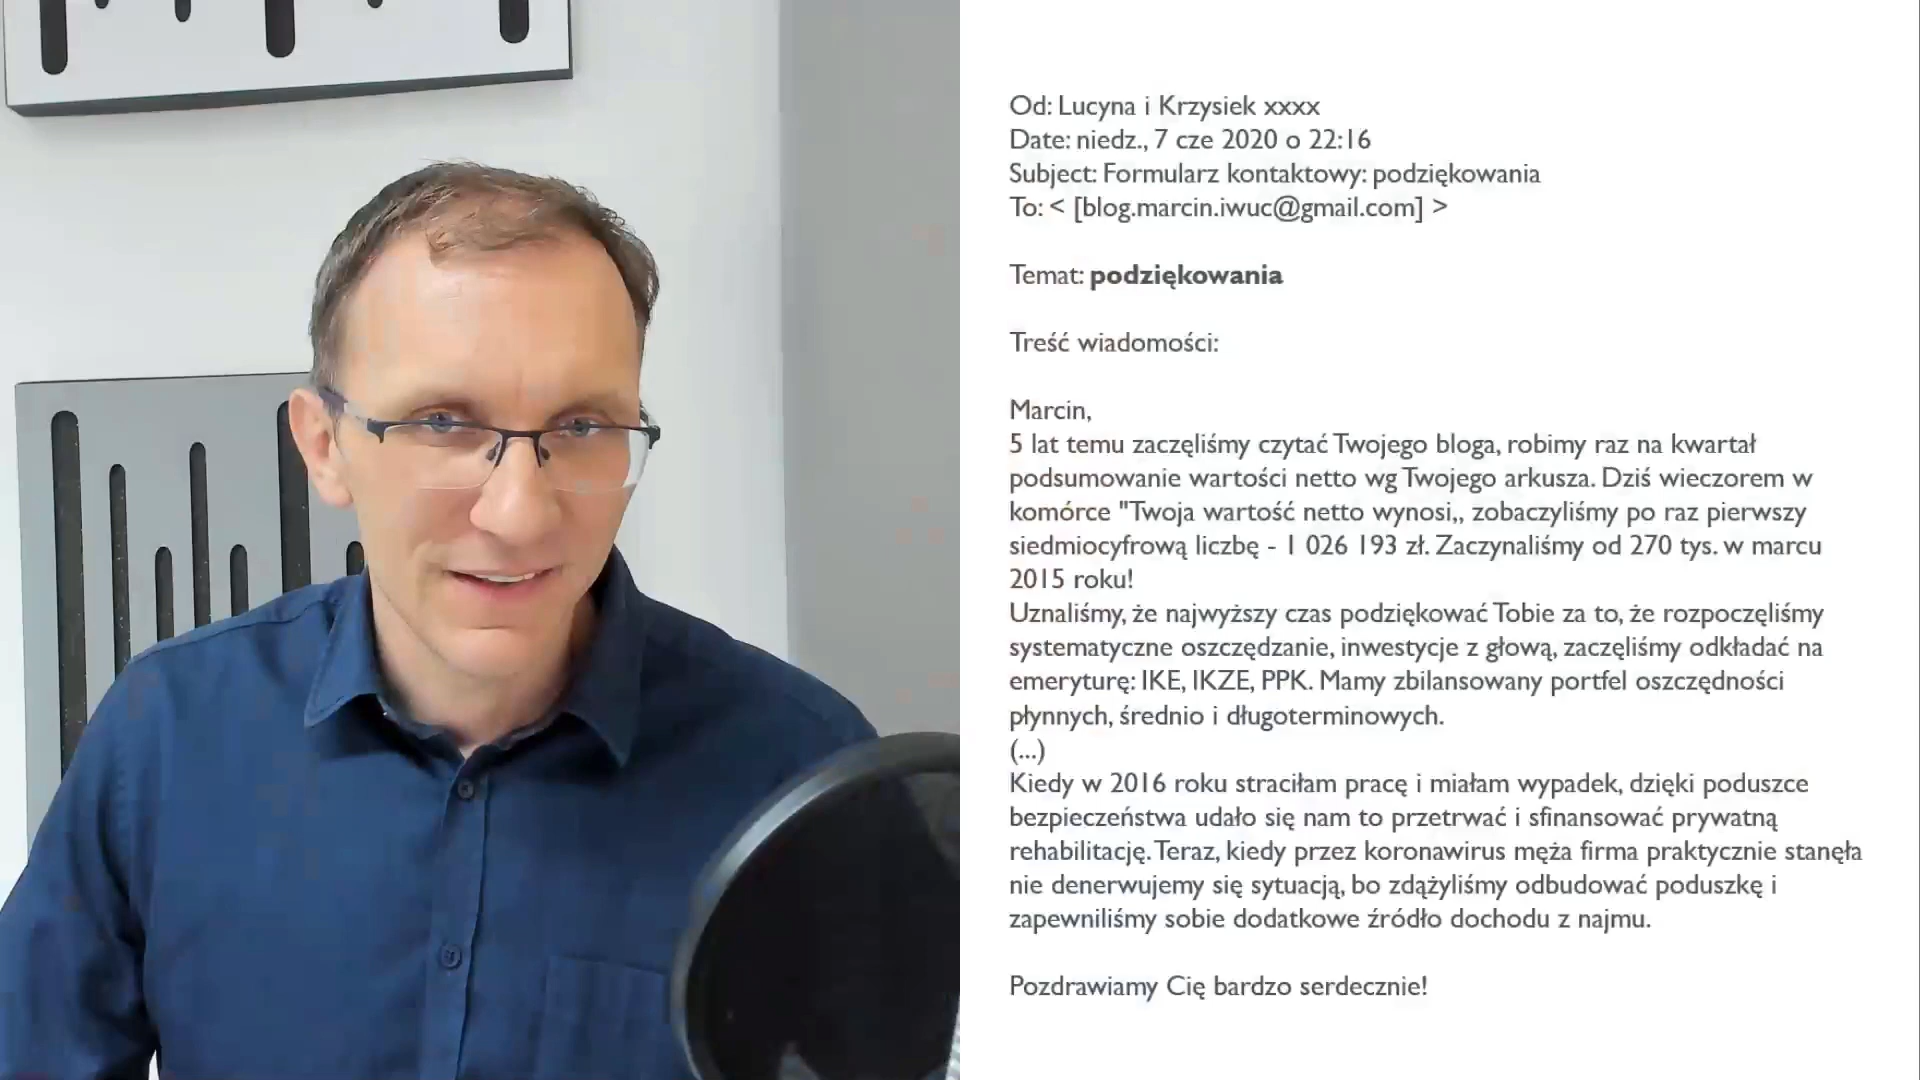 Od: Lucyna i Krzysiek xxxx
Date: niedz., 7 cze 2020 o 22:16
Subject: Formularz kontaktowy: podziękowania
To: < [blog.marcin.iwuc@gmail.com] >
Temat: podziękowania
Treść wiadomości:
Marcin,
5 lat temu zaczęliśmy czytać Twojego bloga, robimy raz na kwartał
podsumowanie wartości netto wg Twojego arkusza. Dziś wieczorem w
komórce "Twoja wartość netto wynosi,, zobaczyliśmy po raz pierwszy
siedmiocyfrową liczbę - 1 026 193 zł. Zaczynaliśmy od 270 tys. w marcu
2015 roku!
Uznaliśmy, że najwyższy czas podziękować Tobie za to, że rozpoczęliśmy
systematyczne oszczędzanie, inwestycje z głową, zaczęliśmy odkładać na
emeryturę: IKE, IKZE, PPK. Mamy zbilansowany portfel oszczędności
płynnych, średnio i długoterminowych.
(...)
Kiedy w 2016 roku straciłam pracę i miałam wypadek, dzięki poduszce
bezpieczeństwa udało się nam to przetrwać i sfinansować prywatną
rehabilitację. Teraz, kiedy przez koronawirus męża firma praktycznie stanęła
nie denerwujemy się sytuacją, bo zdążyliśmy odbudować poduszkę i
zapewniliśmy sobie dodatkowe źródło dochodu z najmu.
Pozdrawiamy Cię bardzo serdecznie!